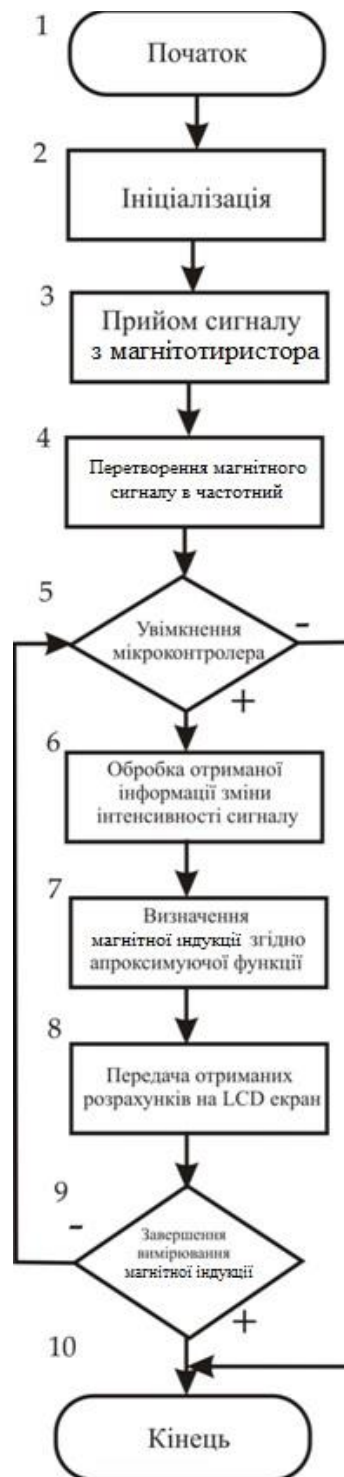 1
Початок
2
Ініціалізація
3
Прийом сигналу
з магнітотиристора
4
Перетворення магнітного
сигналу в частотний
5
Увімкнення
мікроконтролера
-
+
6
Обробка отриманої
інформації зміни
інтенсивності сигналу
7
Визначення
магнітної індукції згідно
апроксимуючої функції
8
Передача отриманих
розрахунків на LCD екран
9
-
Завершення
вимірювання
магнітної індукції
+
10
Кінець